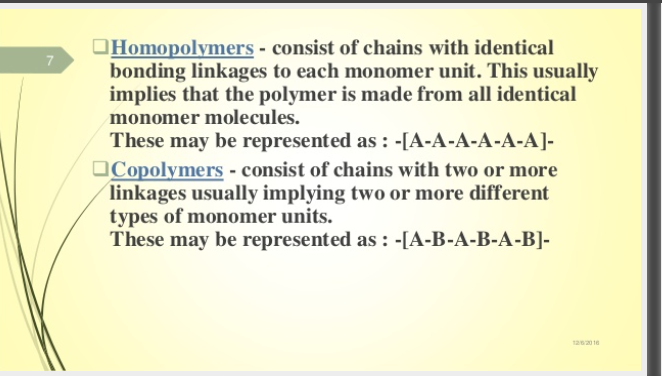 7
❑Homopolymers - consist of chains with identical
bonding linkages to each monomer unit. This usually
implies that the polymer is made from all identical
monomer molecules.
These may be represented as : -[A-A-A-A-A-A]-
❑Copolymers - consist of chains with two or more
linkages usually implying two or more different
types of monomer units.
These may be represented as : -[A-B-A-B-A-B]-